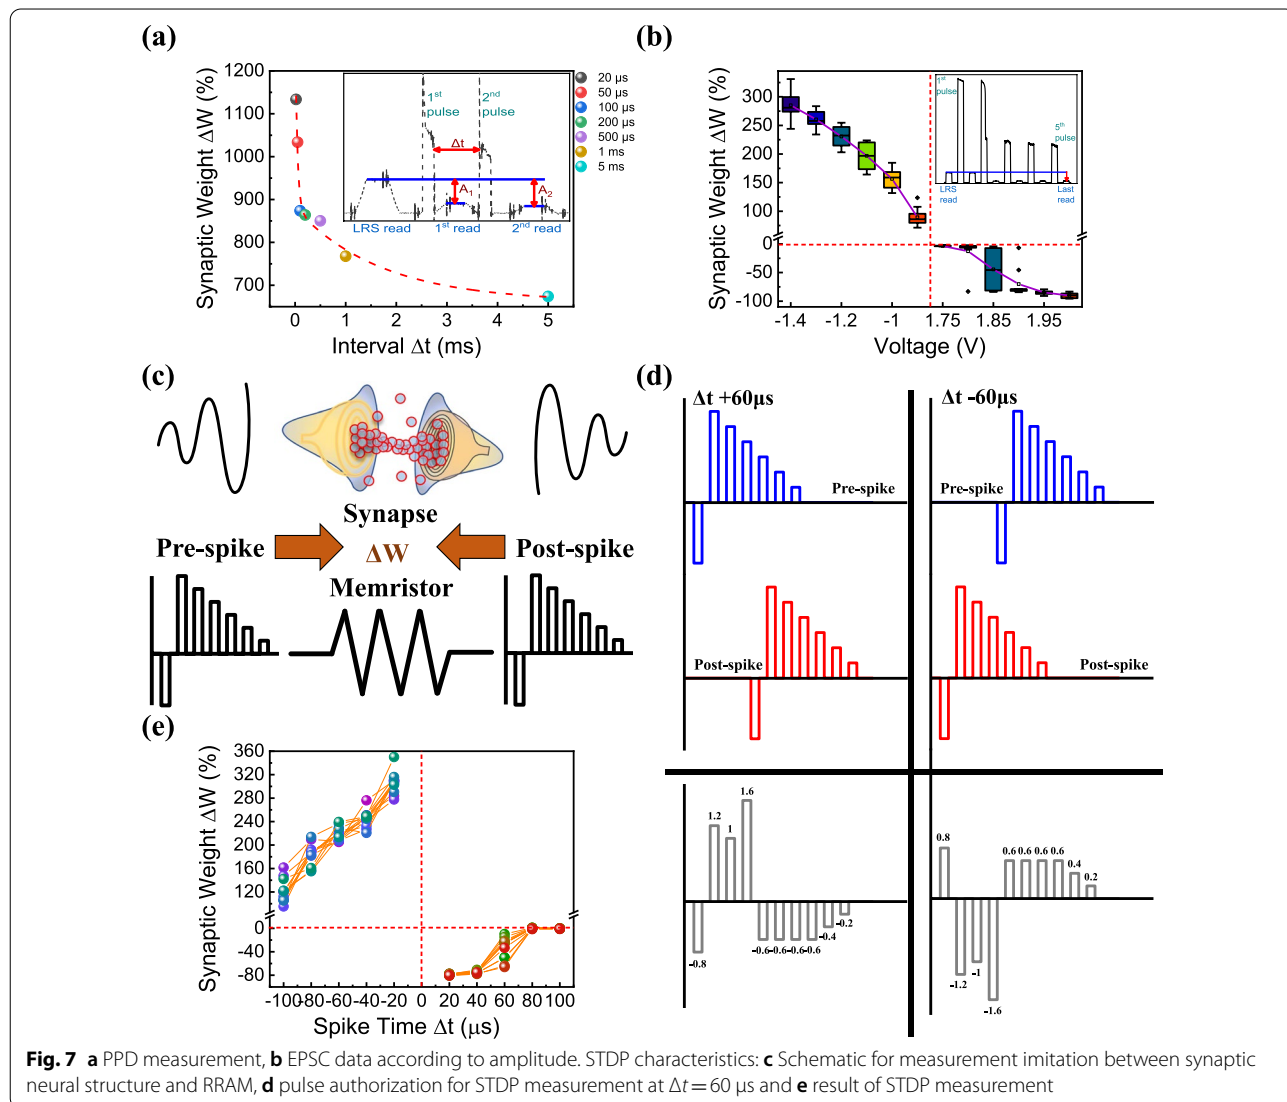 (a)
Synaptic Weight ΔW (%)
1200
1100
1000
900
800
700
0 1 2 3 4 5
Interval Δt (ms)
1st pulse
2nd pulse
Δt
A1
A2
LRS read 1st read 2nd read
20 µs
50 µs
100 µs
200 µs
500 µs
1 ms
5 ms
(b)
Synaptic Weight ΔW (%)
300
250
200
150
100
0
-50
-100
-1.4 -1.2 -1 1.75 1.85 1.95
Voltage (V)
1st pulse
5th pulse
LRS read
Last read
(c)
Synapse
Pre-spike ΔW Post-spike
Memristor
(d)
Δt +60µs
Pre-spike
Post-spike
Δt -60µs
Pre-spike
Post-spike
1.2 1 1.6
-0.8 -0.6 -0.6 -0.6 -0.6 -0.4 -0.2
0.8 0.6 0.6 0.6 0.6 0.4 0.2
-1.2 -1 -1.6
(e)
Synaptic Weight ΔW (%)
360
320
280
240
200
160
120
0
-40
-80
-100 -80 -60 -40 -20 0 20 40 60 80 100
Spike Time Δt (µs)
Fig. 7 a PPD measurement, b EPSC data according to amplitude. STDP characteristics: c Schematic for measurement imitation between synaptic
neural structure and RRAM, d pulse authorization for STDP measurement at Δt = 60 µs and e result of STDP measurement